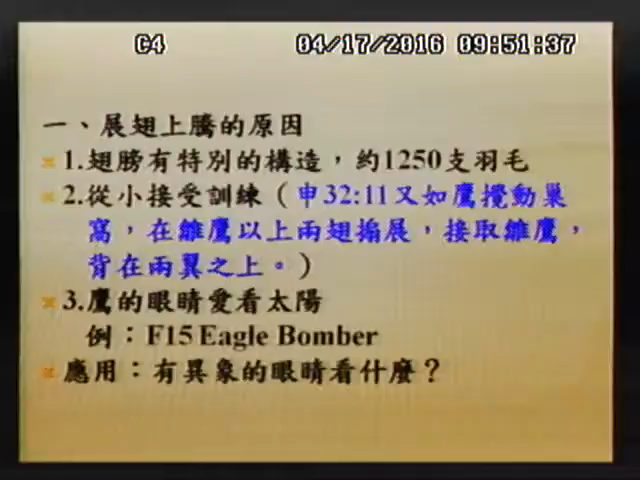 C4 04/17/2016 09:51:37
一、展翅上騰的原因
1.翅膀有特別的構造，約1250支羽毛
2.從小接受訓練（申32:11又如鷹攪動巢
窩，在雛鷹以上兩翅搧展，接取雛鷹，
背在兩翼之上。）
3.鷹的眼睛愛看太陽
例：F15 Eagle Bomber
應用：有異象的眼睛看什麼？